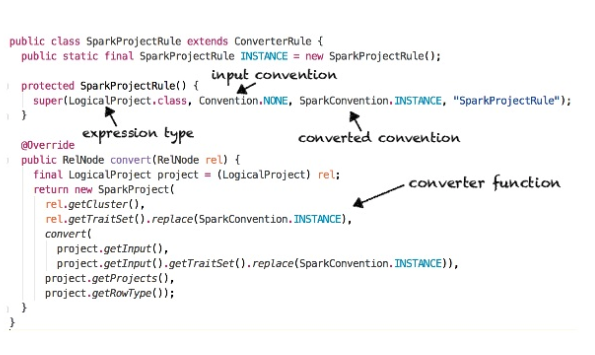 public class SparkProjectRule extends ConverterRule {
public static final SparkProjectRule INSTANCE = new SparkProjectRule();
input convention
protected SparkProjectRule() {
super(LogicalProject.class, Convention.NONE, SparkConvention.INSTANCE, "SparkProjectRule");
}
expression type
converted convention
@Override
public RelNode convert(RelNode rel) {
final LogicalProject project = (LogicalProject) rel;
return new SparkProject(
converter function
rel.getCluster(),
rel.getTraitSet().replace(SparkConvention.INSTANCE),
convert(
project.getInput(),
project.getInput().getTraitSet().replace(SparkConvention.INSTANCE)),
project.getProjects(),
project.getRowType());
}
}